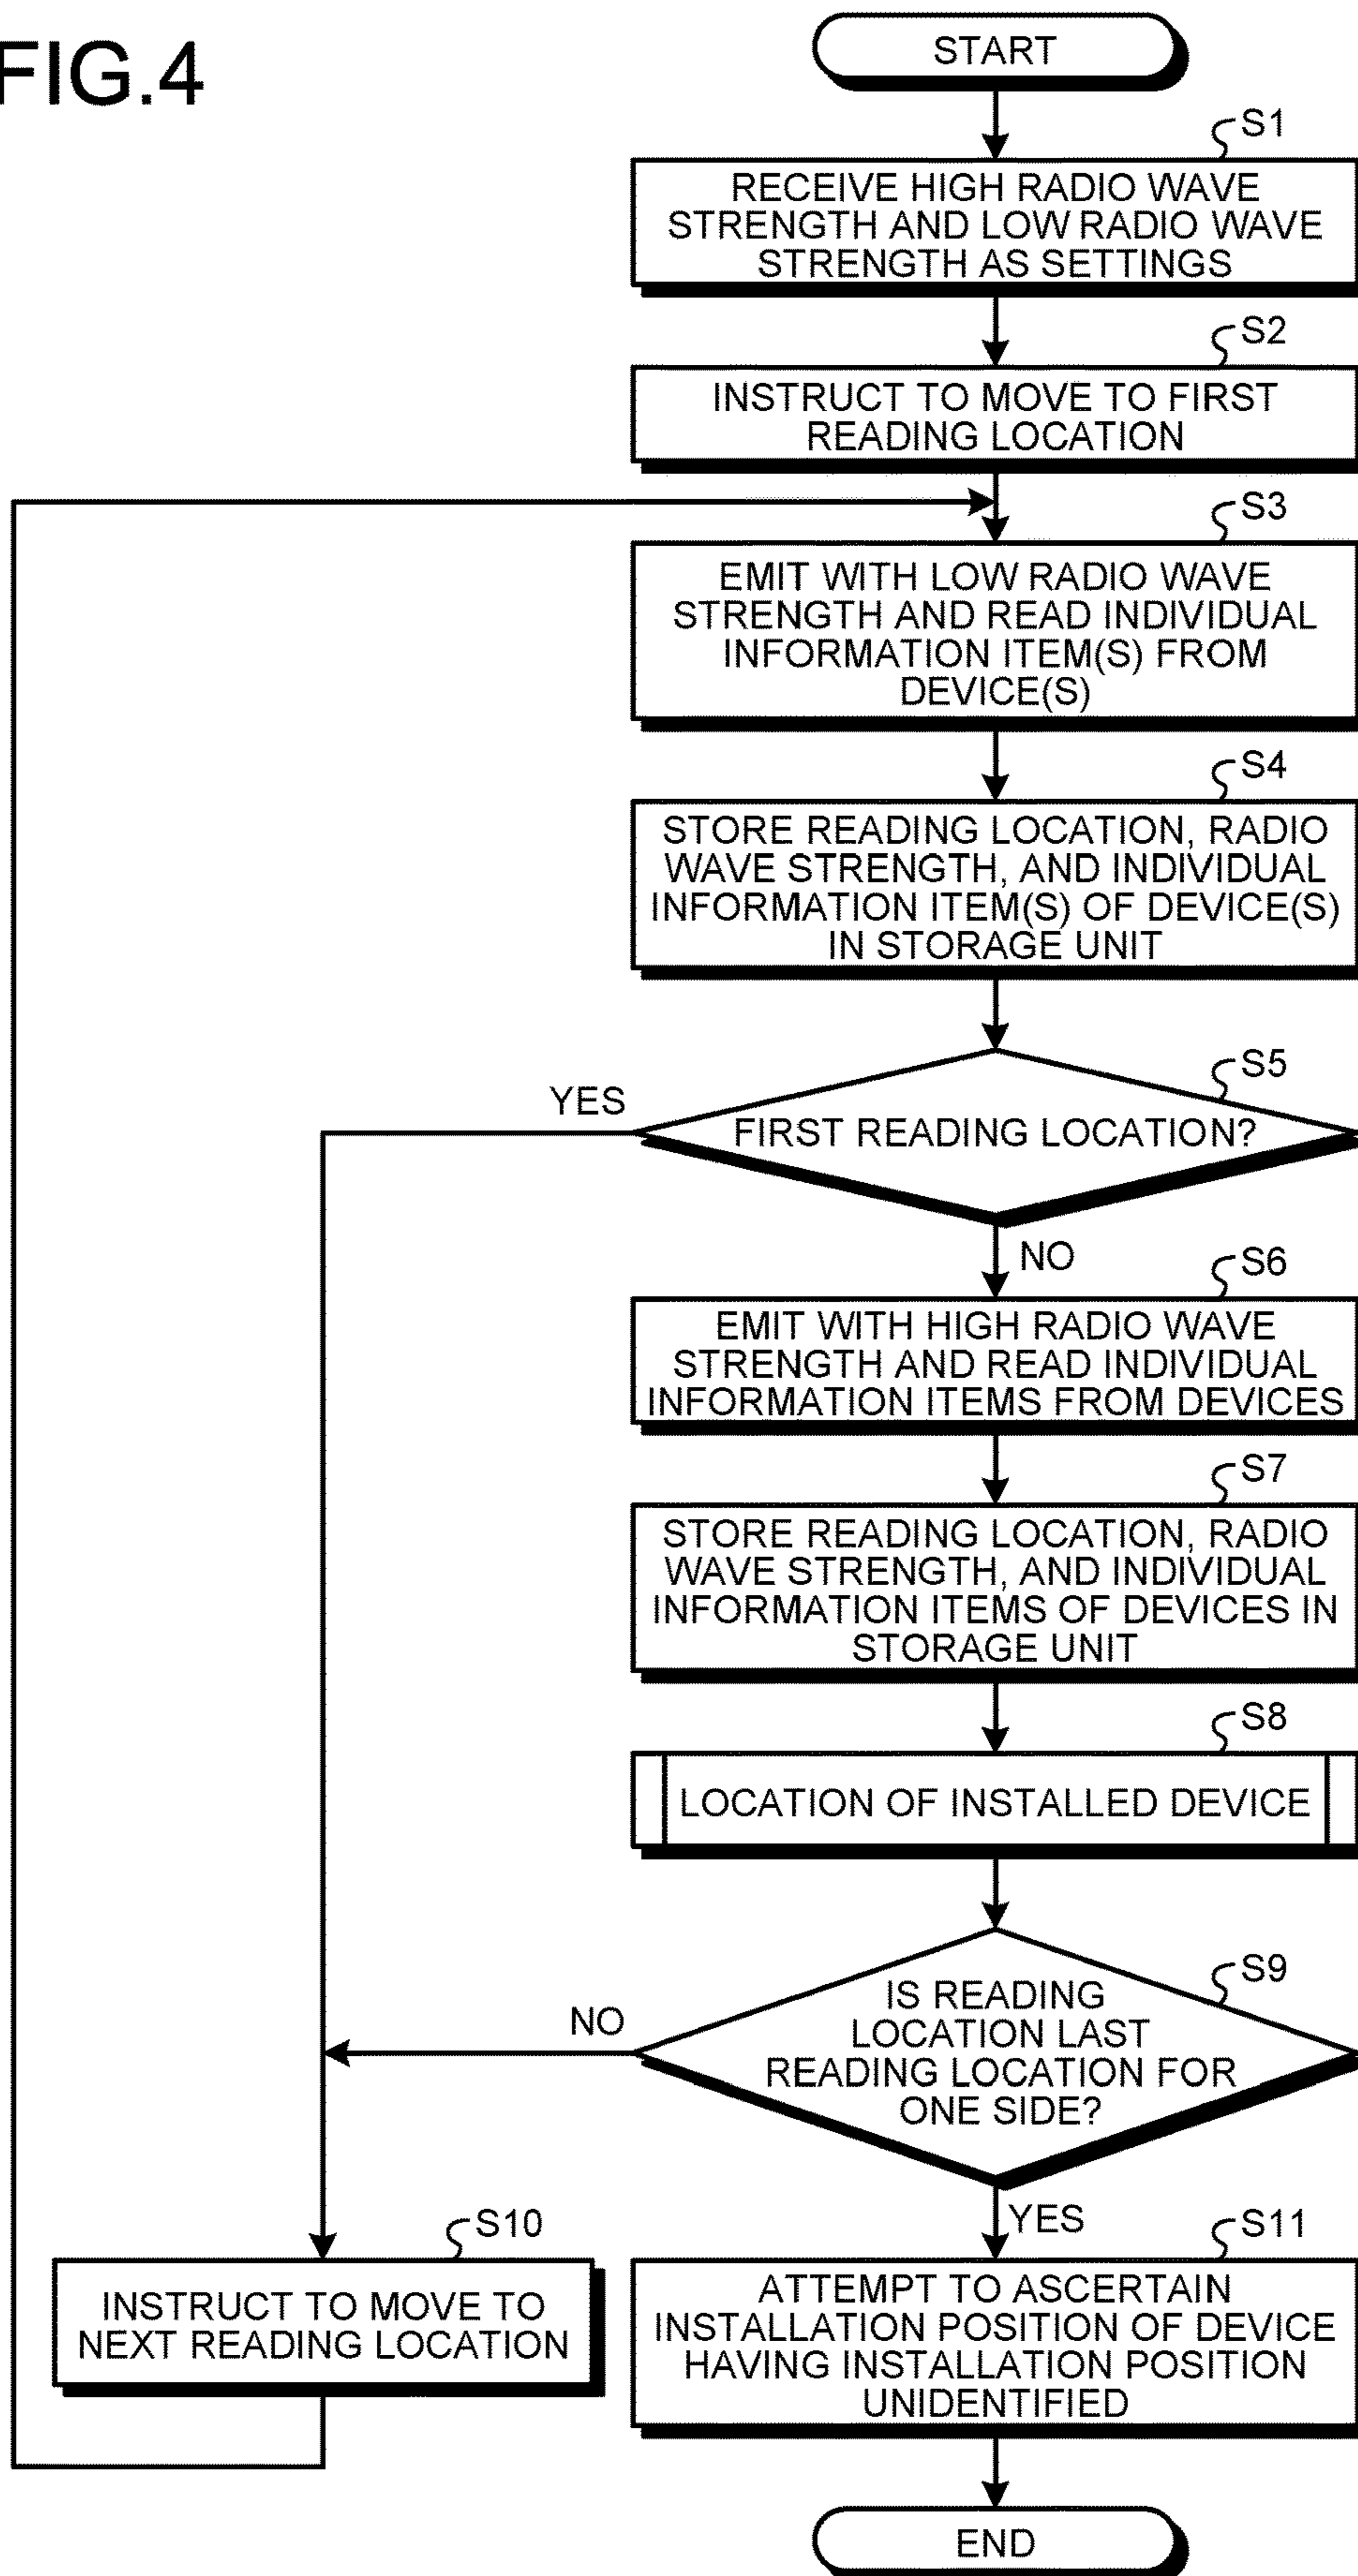 FIG.4
START
S1
RECEIVE HIGH RADIO WAVE
STRENGTH AND LOW RADIO WAVE
STRENGTH AS SETTINGS
S2
INSTRUCT TO MOVE TO FIRST
READING LOCATION
S3
EMIT WITH LOW RADIO WAVE
STRENGTH AND READ INDIVIDUAL
INFORMATION ITEM(S) FROM
DEVICE(S)
S4
STORE READING LOCATION, RADIO
WAVE STRENGTH, AND INDIVIDUAL
INFORMATION ITEM(S) OF DEVICE(S)
IN STORAGE UNIT
S5
YES
FIRST READING LOCATION?
NO
S6
EMIT WITH HIGH RADIO WAVE
STRENGTH AND READ INDIVIDUAL
INFORMATION ITEMS FROM DEVICES
S7
STORE READING LOCATION, RADIO
WAVE STRENGTH, AND INDIVIDUAL
INFORMATION ITEMS OF DEVICES IN
STORAGE UNIT
S8
LOCATION OF INSTALLED DEVICE
S9
NO
IS READING
LOCATION LAST
READING LOCATION FOR
ONE SIDE?
YES
S10
INSTRUCT TO MOVE TO
NEXT READING LOCATION
S11
ATTEMPT TO ASCERTAIN
INSTALLATION POSITION OF DEVICE
HAVING INSTALLATION POSITION
UNIDENTIFIED
END